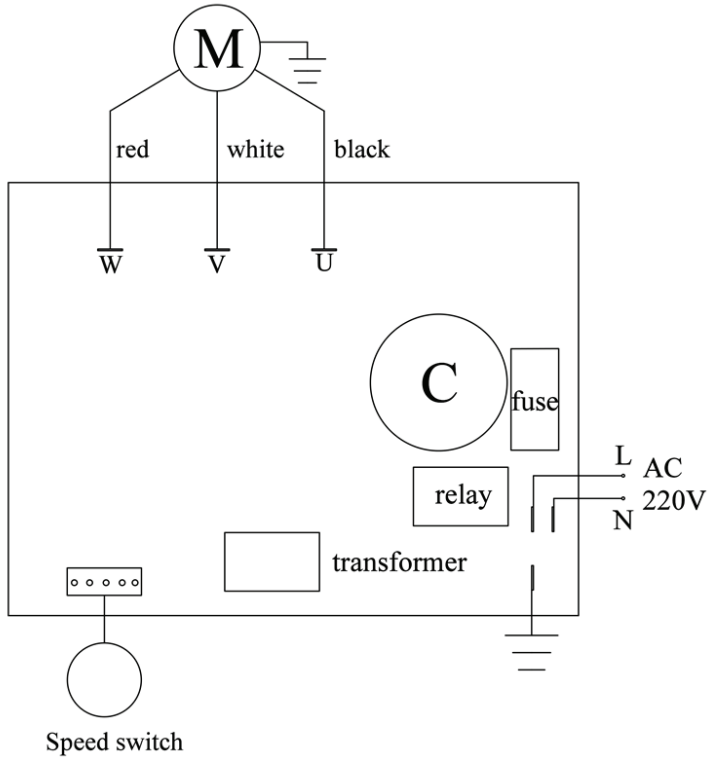 M
red
white
black
W
V
U
C
fuse
L
AC
220V
N
relay
transformer
Speed switch